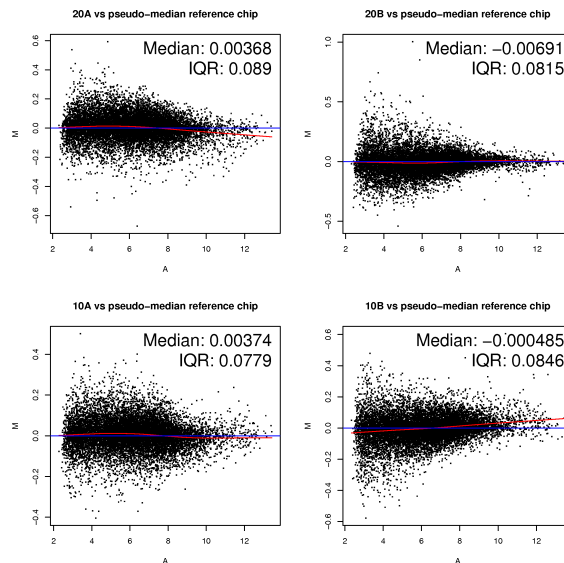 20A vs pseudo−median reference chip
Median: 0.00368
IQR: 0.089
M
−0.6 −0.4 −0.2 0.0 0.2 0.4 0.6
2 4 6 8 10 12
A
20B vs pseudo−median reference chip
Median: −0.00691
IQR: 0.0815
M
−0.5 0.0 0.5 1.0
2 4 6 8 10 12
A
10A vs pseudo−median reference chip
Median: 0.00374
IQR: 0.0779
M
−0.4 −0.2 0.0 0.2 0.4
2 4 6 8 10 12
A
10B vs pseudo−median reference chip
Median: −0.000485
IQR: 0.0846
M
−0.6 −0.4 −0.2 0.0 0.2 0.4 0.6
2 4 6 8 10 12
A